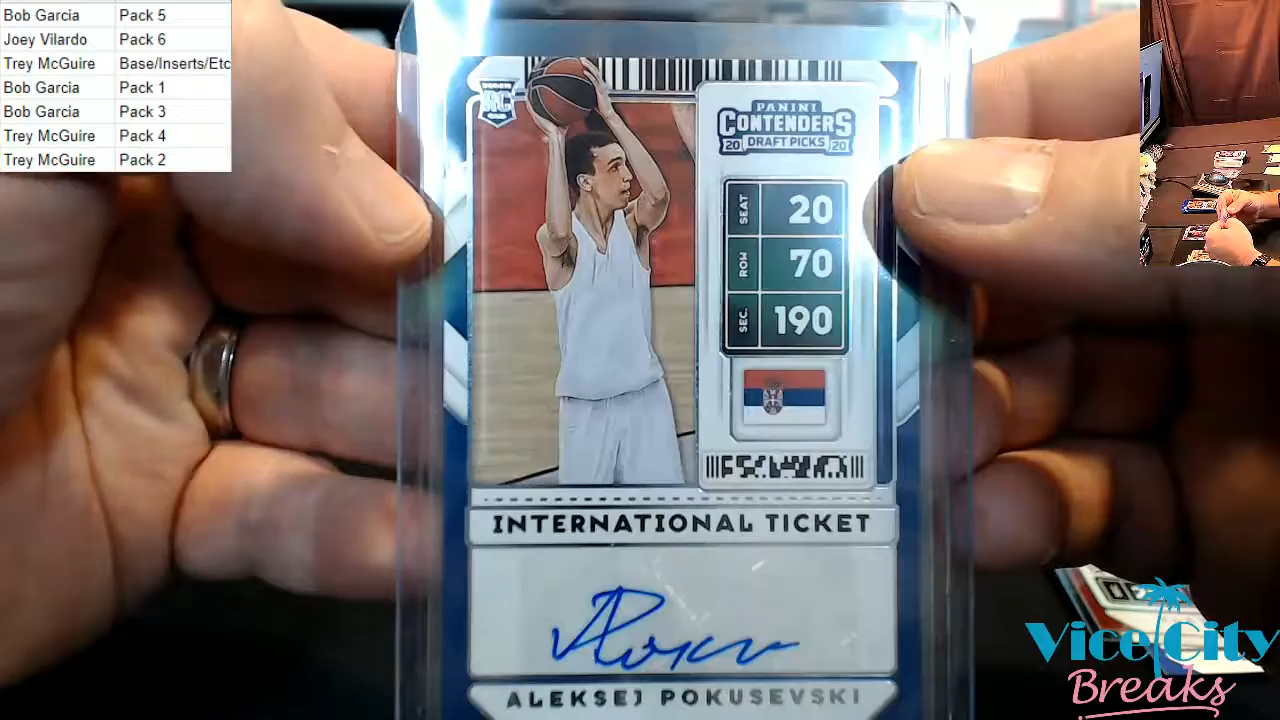 Bob Garcia Pack 5
Joey Vilardo Pack 6
Trey McGuire Base/Inserts/Etc
Bob Garcia Pack 1
Bob Garcia Pack 3
Trey McGuire Pack 4
Trey McGuire Pack 2
RC
PANINI
CONTENDERS
20 DRAFT PICKS 20
SEAT 20
ROW 70
SEC. 190
INTERNATIONAL TICKET
ALEKSEJ POKUSEVSKI
Vice City
Breaks